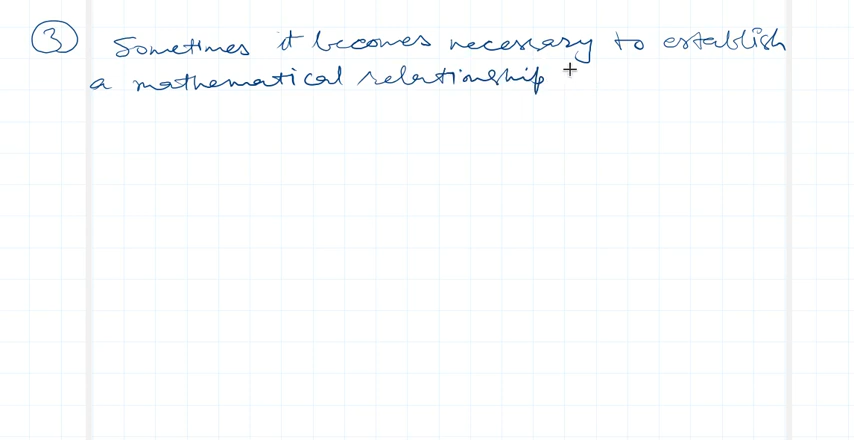 ③ Sometimes it becomes necessary to establish
a mathematical relationship